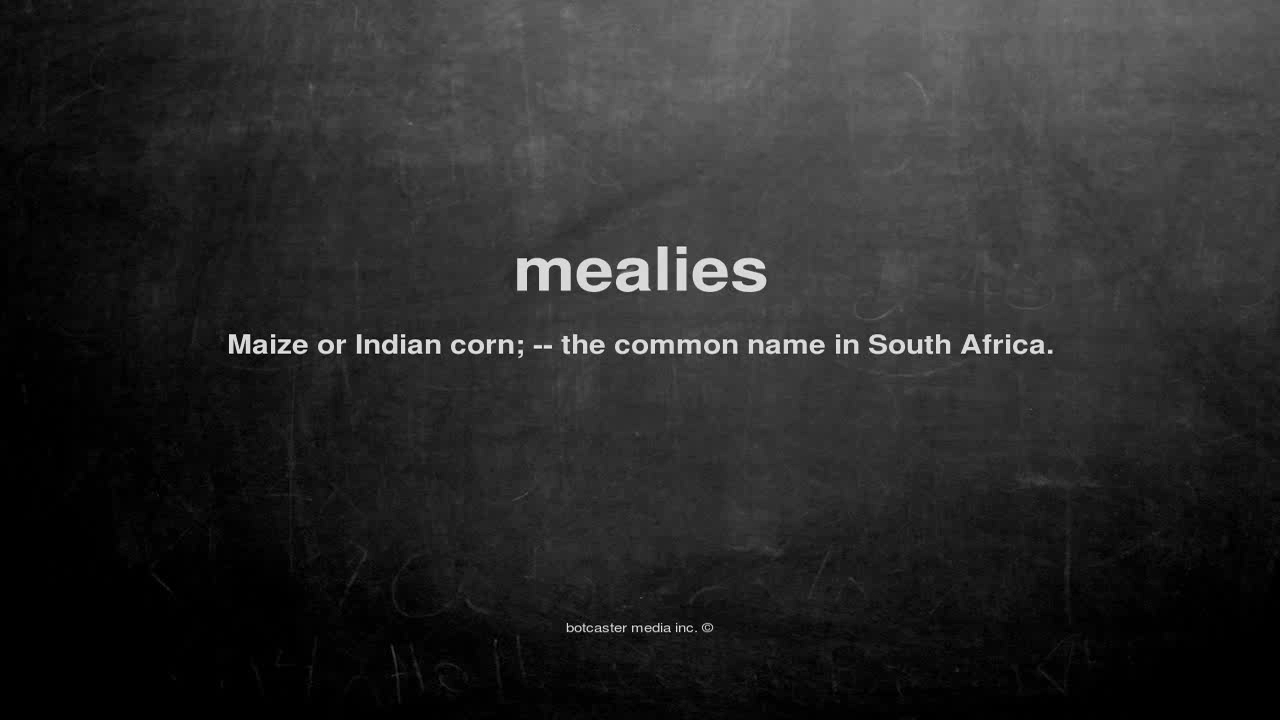 mealies
Maize or Indian corn; -- the common name in South Africa.
botcaster media inc. ©